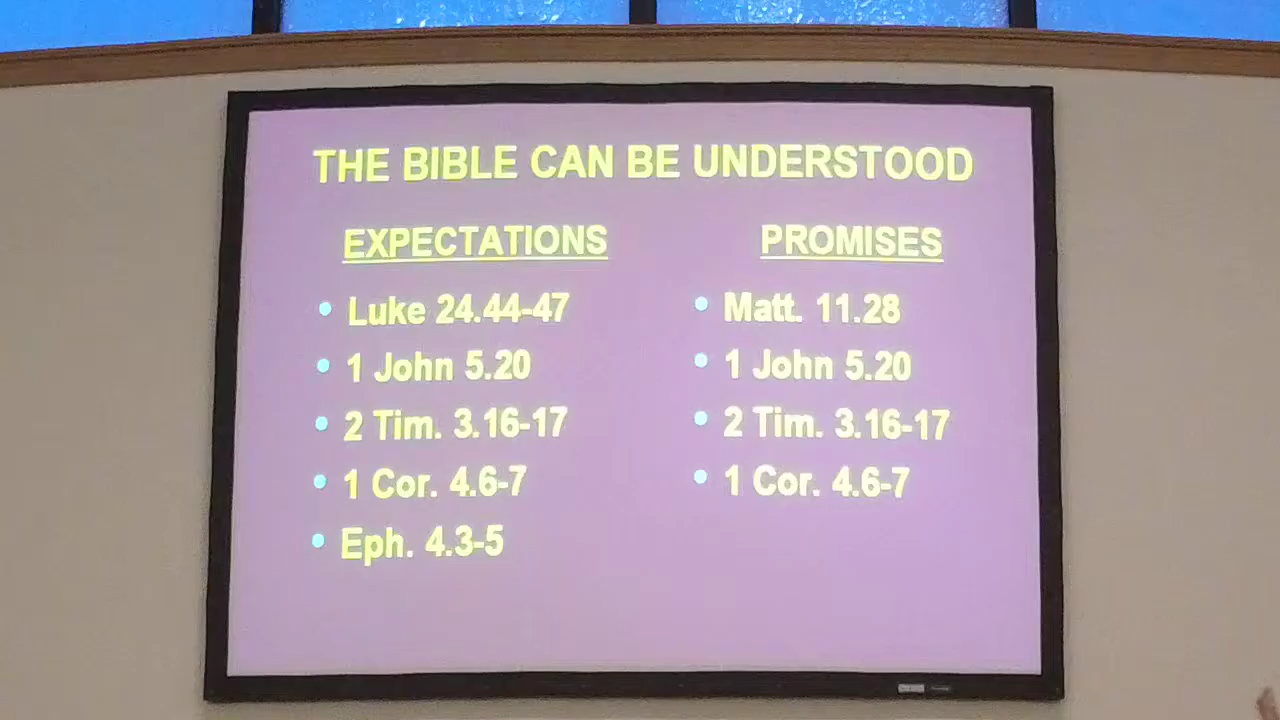 THE BIBLE CAN BE UNDERSTOOD
EXPECTATIONS
• Luke 24.44-47
• 1 John 5.20
• 2 Tim. 3.16-17
• 1 Cor. 4.6-7
• Eph. 4.3-5
PROMISES
• Matt. 11.28
• 1 John 5.20
• 2 Tim. 3.16-17
• 1 Cor. 4.6-7